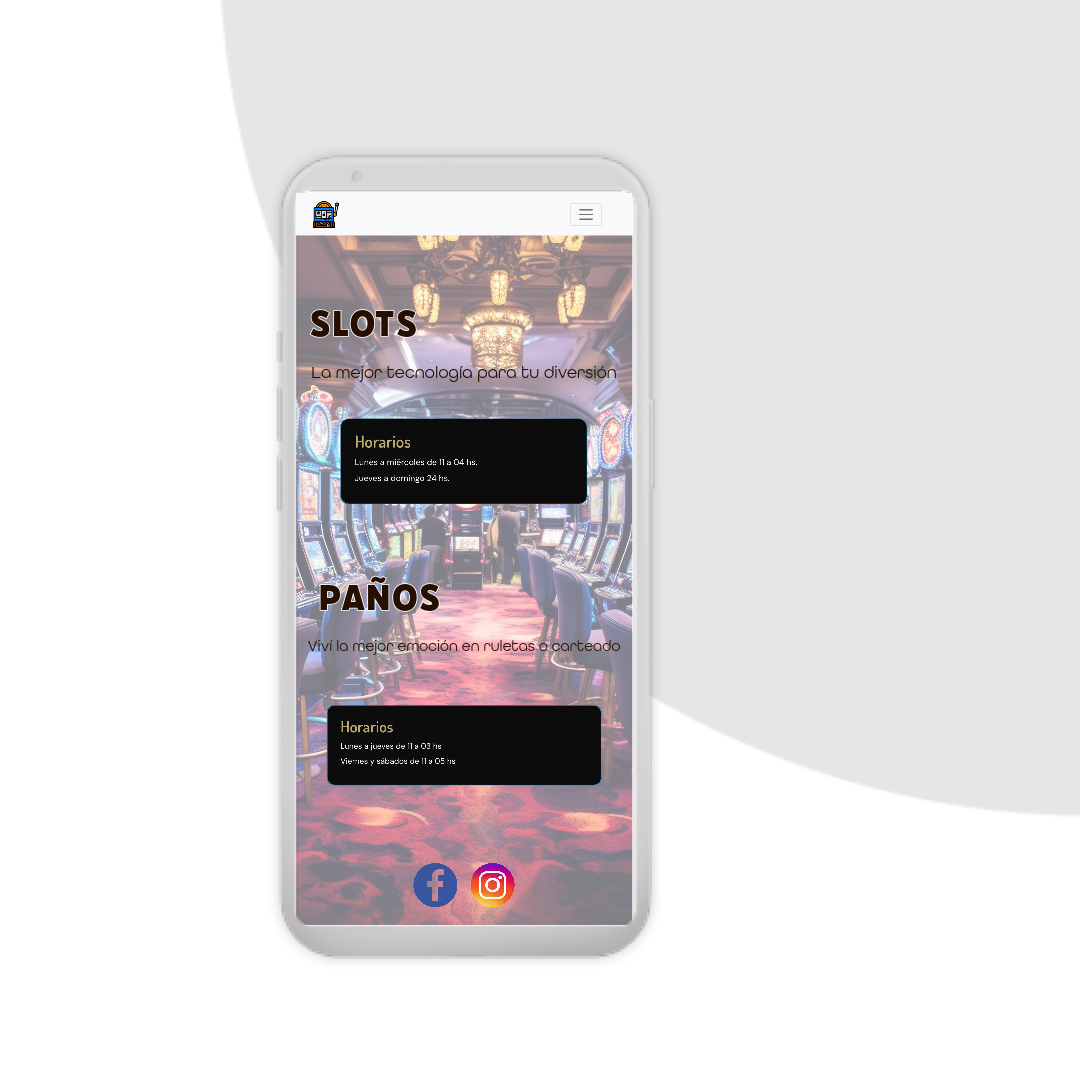 SLOTS
La mejor tecnología para tu diversión
Horarios
Lunes a miércoles de 11 a 04 hs.
Jueves a domingo 24 hs.
PAÑOS
Viví la mejor emoción en ruletas o carteado
Horarios
Lunes a jueves de 11 a 03 hs
Viernes y sábados de 11 a 05 hs